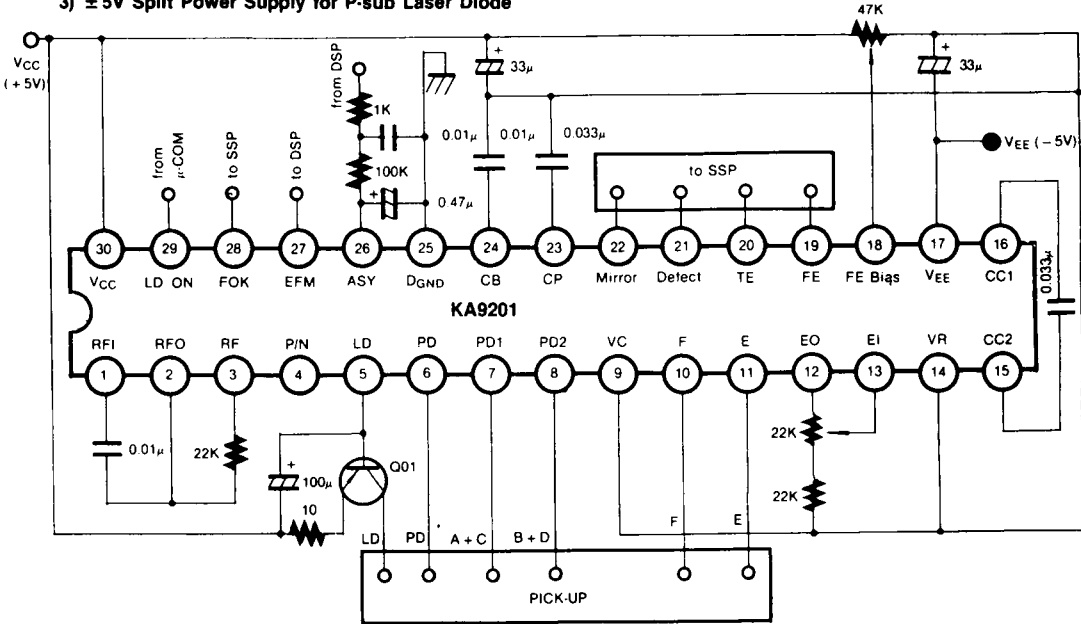 3) ±5V Split Power Supply for P-sub Laser Diode
47K
VCC
(+5V)
from DSP
33μ
33μ
1K
from
μ·COM
to SSP
to DSP
0.01μ
0.01μ
0.033μ
VEE (−5V)
to SSP
100K
0.47μ
30 29 28 27 26 25 24 23 22 21 20 19 18 17 16
VCC LD ON FOK EFM ASY DGND CB CP Mirror Defect TE FE FE Bias VEE CC1
0.033μ
KA9201
RFI RFO RF P/N LD PD PD1 PD2 VC F E EO EI VR CC2
1 2 3 4 5 6 7 8 9 10 11 12 13 14 15
22K
0.01μ
22K
Q01
100μ
22K
10
LD PD A+C B+D F E
PICK-UP